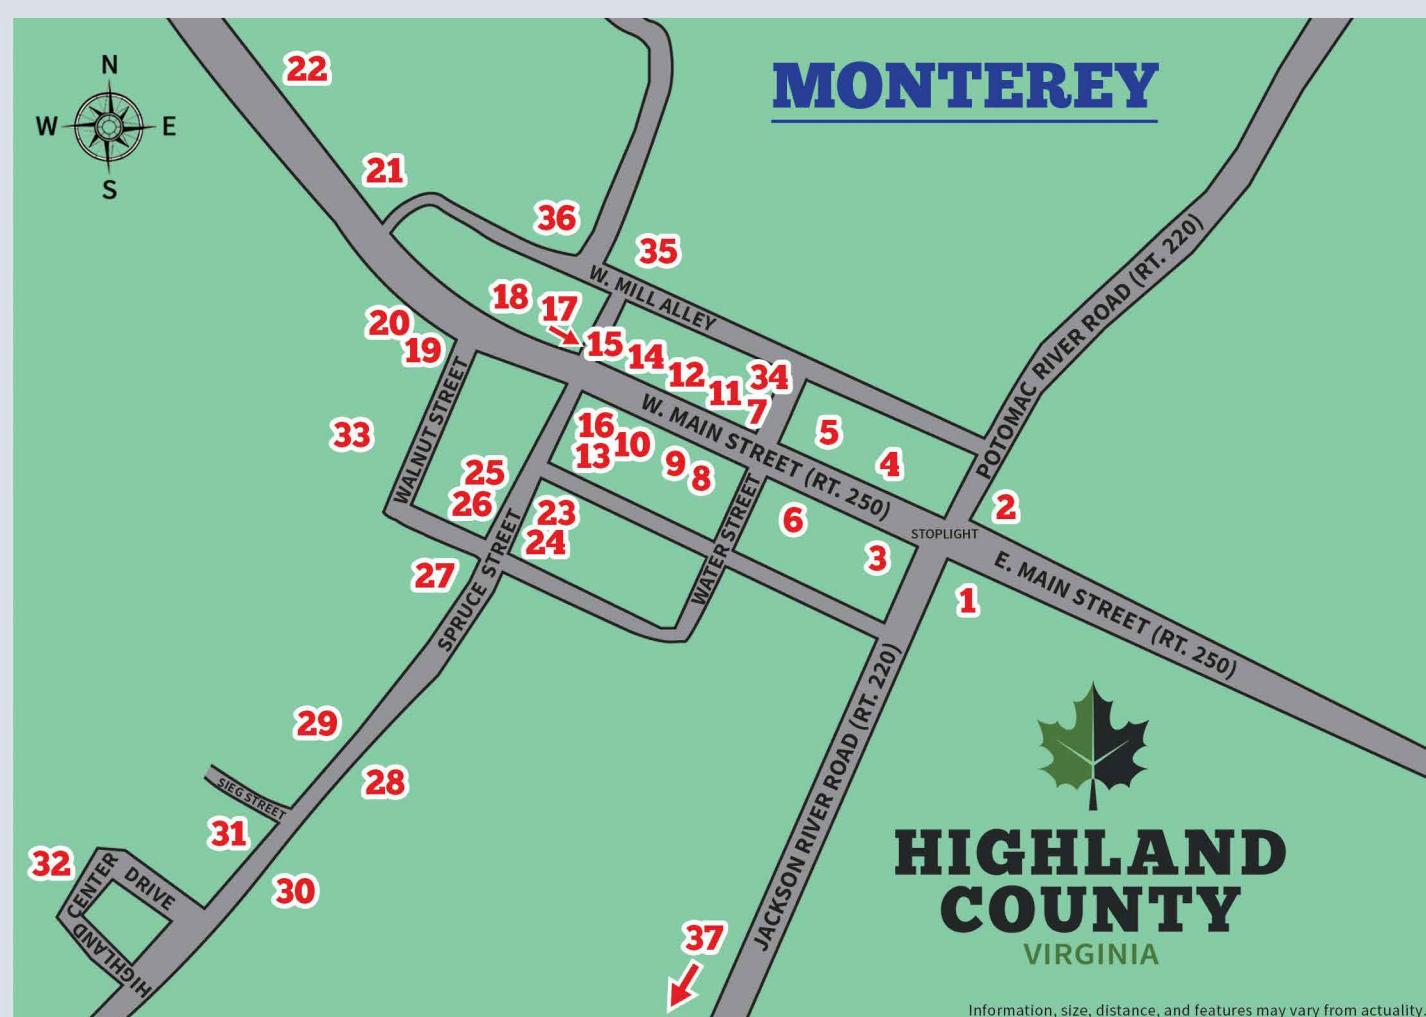 MONTEREY
N
W E
S
22
21
36
35
W. MILL ALLEY
18
17
15
14
12
11
34
7
20
19
33
WALNUT STREET
W. MAIN STREET (RT. 250)
16
10
13
9
8
5
4
POTOMAC RIVER ROAD (RT. 220)
25
26
23
24
6
3
2
STOPLIGHT
1
E. MAIN STREET (RT. 250)
WATER STREET
27
SPRUCE STREET
29
28
SIEG STREET
31
32
30
HIGHLAND CENTER DRIVE
JACKSON RIVER ROAD (RT. 220)
37
HIGHLAND
COUNTY
VIRGINIA
Information, size, distance, and features may vary from actuality.